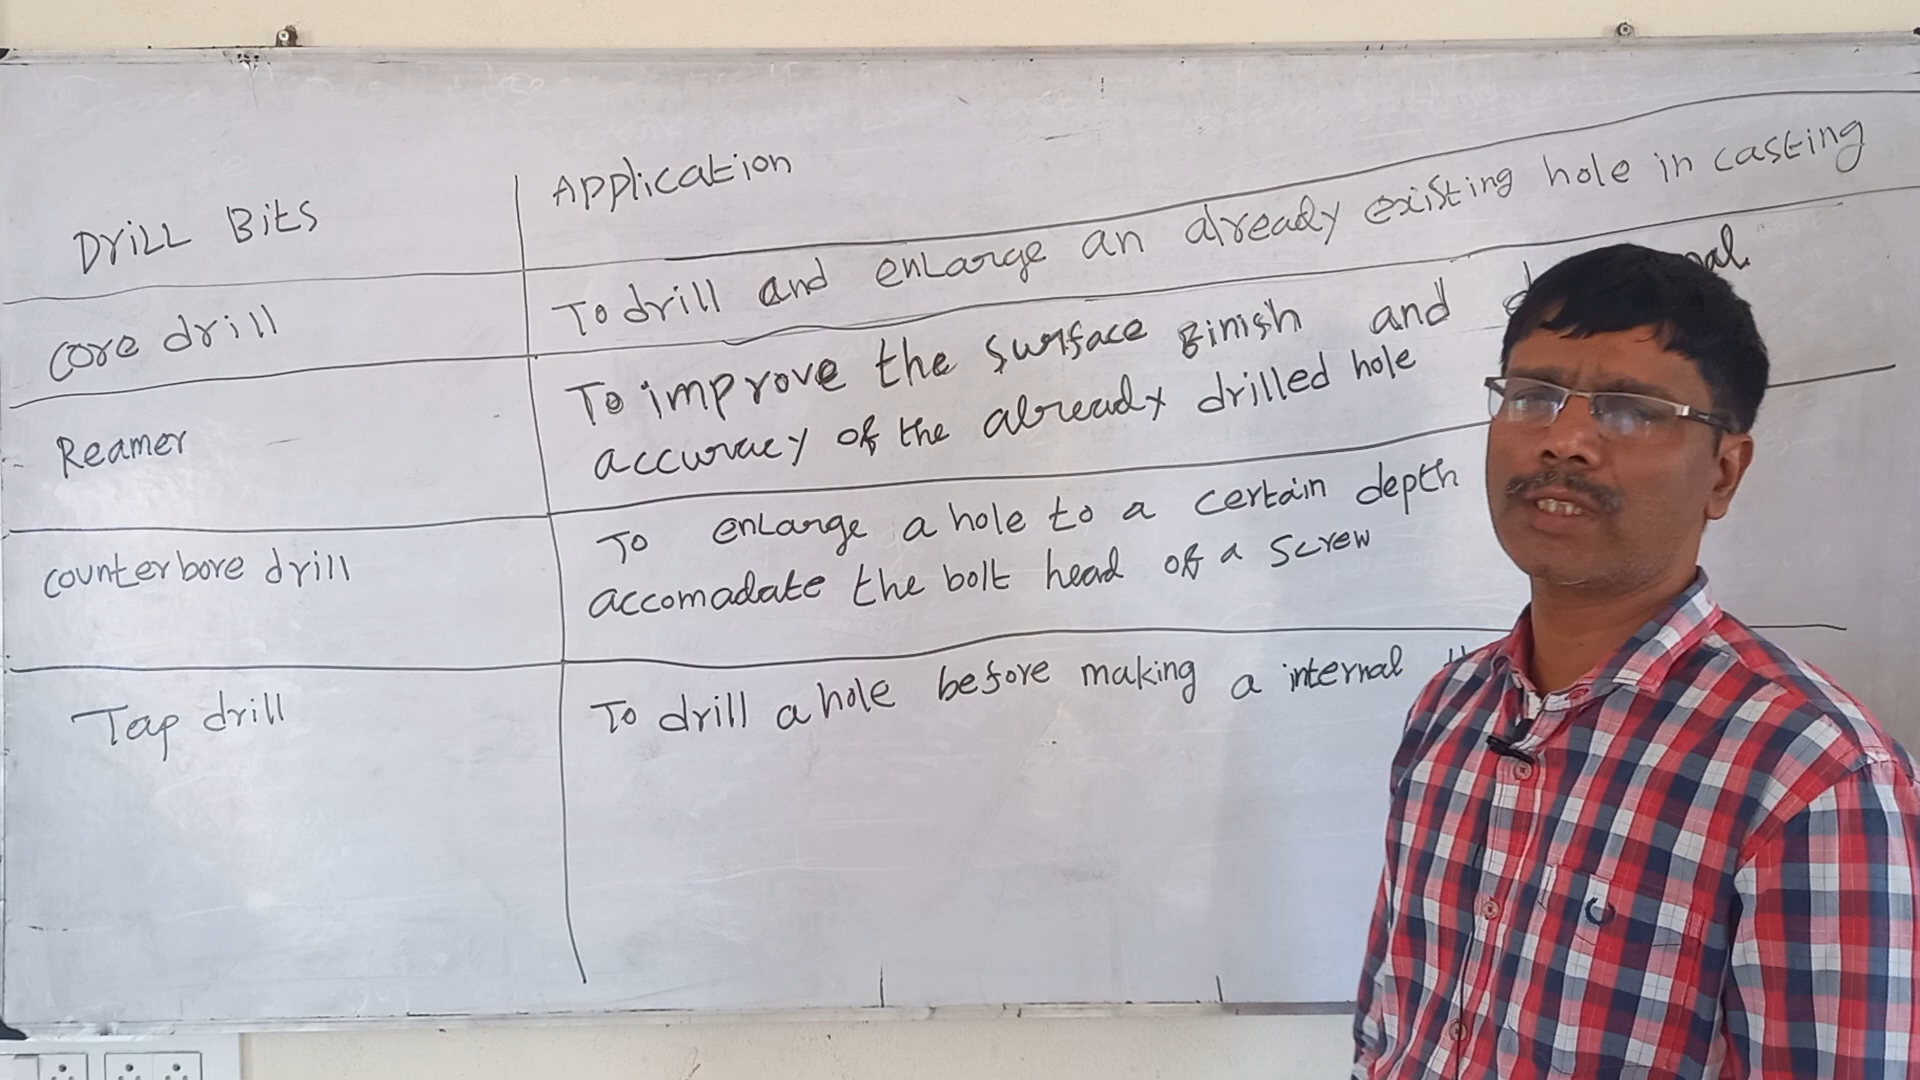 Drill Bits
Application
core drill
To drill and enlarge an already existing hole in casting
Reamer
To improve the surface finish and
accuracy of the already drilled hole
counterbore drill
To enlarge a hole to a certain depth
accomadate the bolt head of a screw
Tap drill
To drill a hole before making a internal